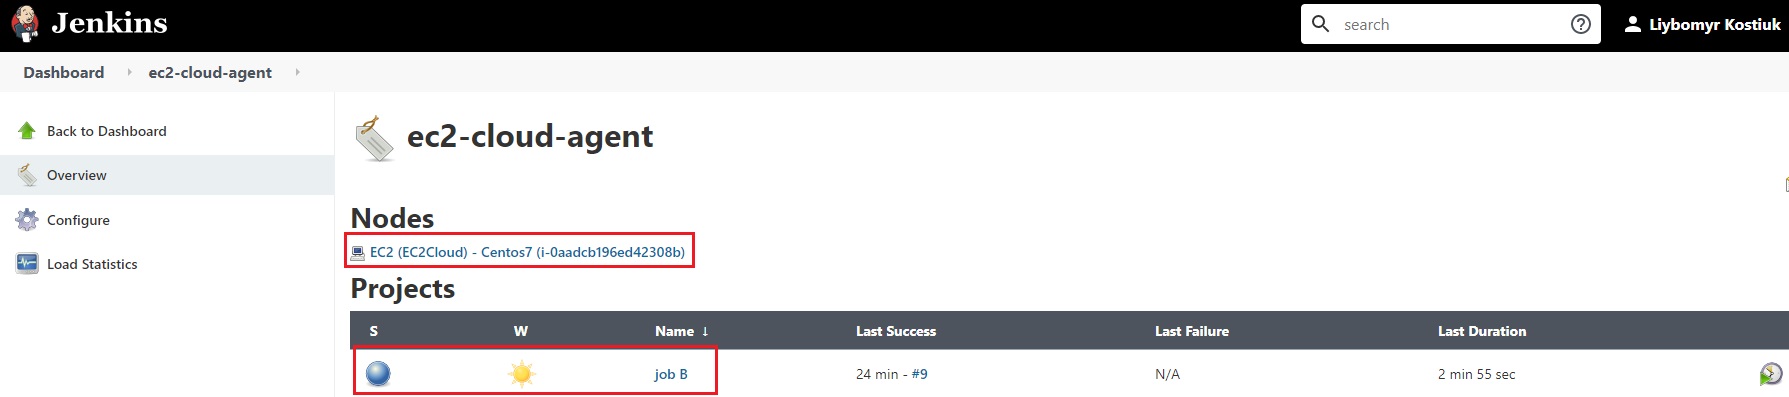 Jenkins
search
Liybomyr Kostiuk
Dashboard ec2-cloud-agent
Back to Dashboard
Overview
Configure
Load Statistics
ec2-cloud-agent
Nodes
EC2 (EC2Cloud) - Centos7 (i-0aadcb196ed42308b)
Projects
S W Name ↓ Last Success Last Failure Last Duration
job B 24 min - #9 N/A 2 min 55 sec